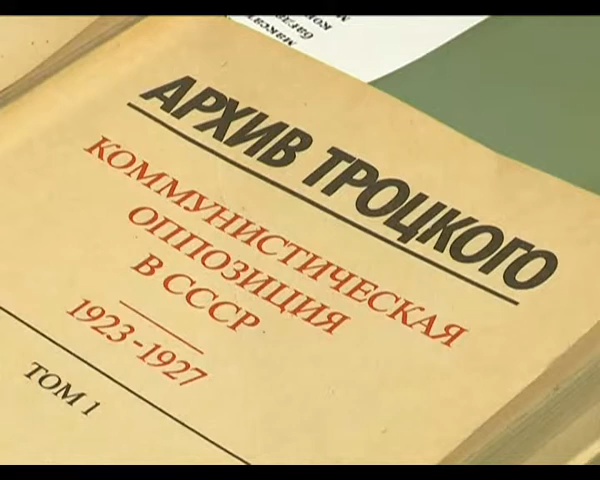 АРХИВ ТРОЦКОГО
КОММУНИСТИЧЕСКАЯ
ОППОЗИЦИЯ
В СССР
1923-1927
ТОМ 1